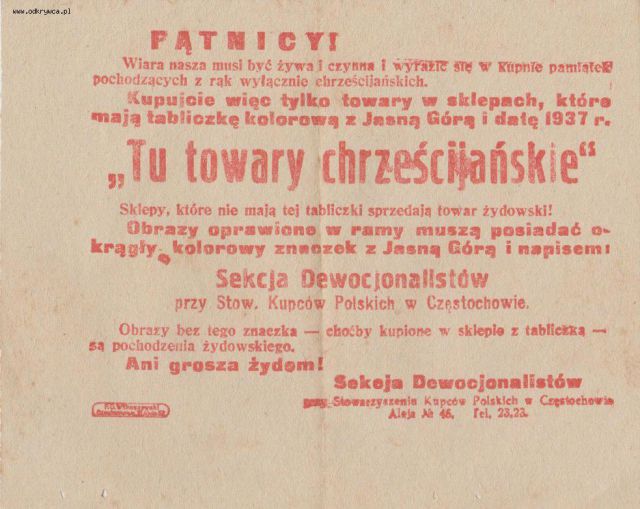 www.odkrywca.pl
PĄTNICY!
Wiara nasza musi być żywa i czynna i wyrazić się w kupnie pamiątek
pochodzących z rąk wyłącznie chrześcijańskich.
Kupujcie więc tylko towary w sklepach, które
mają tabliczkę kolorową z Jasną Górą i datę 1937 r.
„Tu towary chrześcijańskie“
Sklepy, które nie mają tej tabliczki sprzedają towar żydowski!
Obrazy oprawione w ramy muszą posiadać o-
krągły kolorowy znaczek z Jasną Górą i napisem:
Sekcja Dewocjonalistów
przy Stow. Kupców Polskich w Częstochowie.
Obrazy bez tego znaczka — choćby kupione w sklepie z tabliczką —
są pochodzenia żydowskiego.
Ani grosza żydom!
Sekcja Dewocjonalistów
przy Stowarzyszeniu Kupców Polskich w Częstochowie
Aleja № 46. Tel. 23,23.